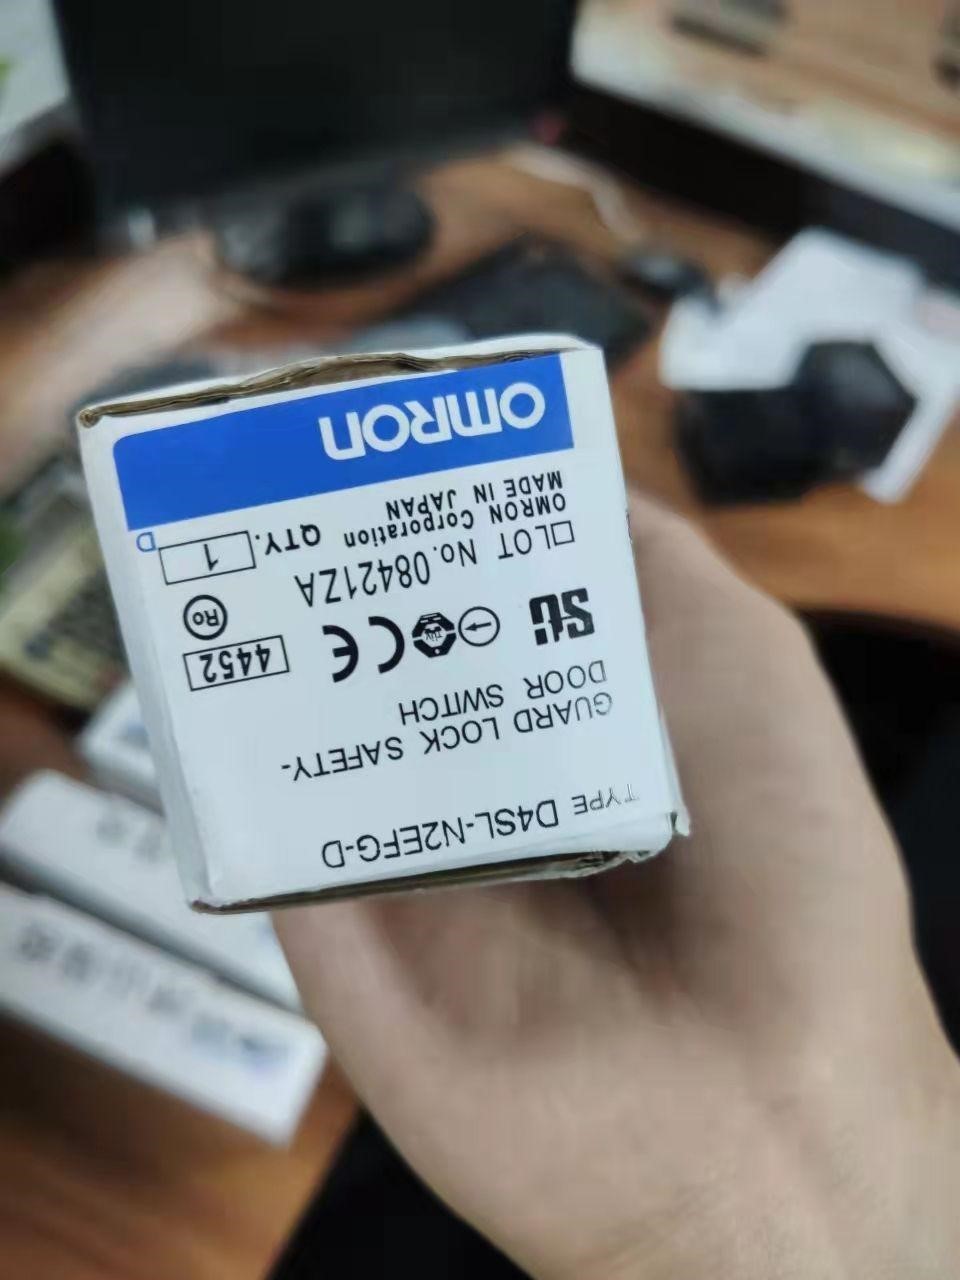 TYPE D4SL-N2EFG-D
GUARD LOCK SAFETY-
DOOR SWITCH
4452
Ro
□LOT No. 08421ZA
QTY. 1
OMRON Corporation
MADE IN JAPAN
D
OMRON